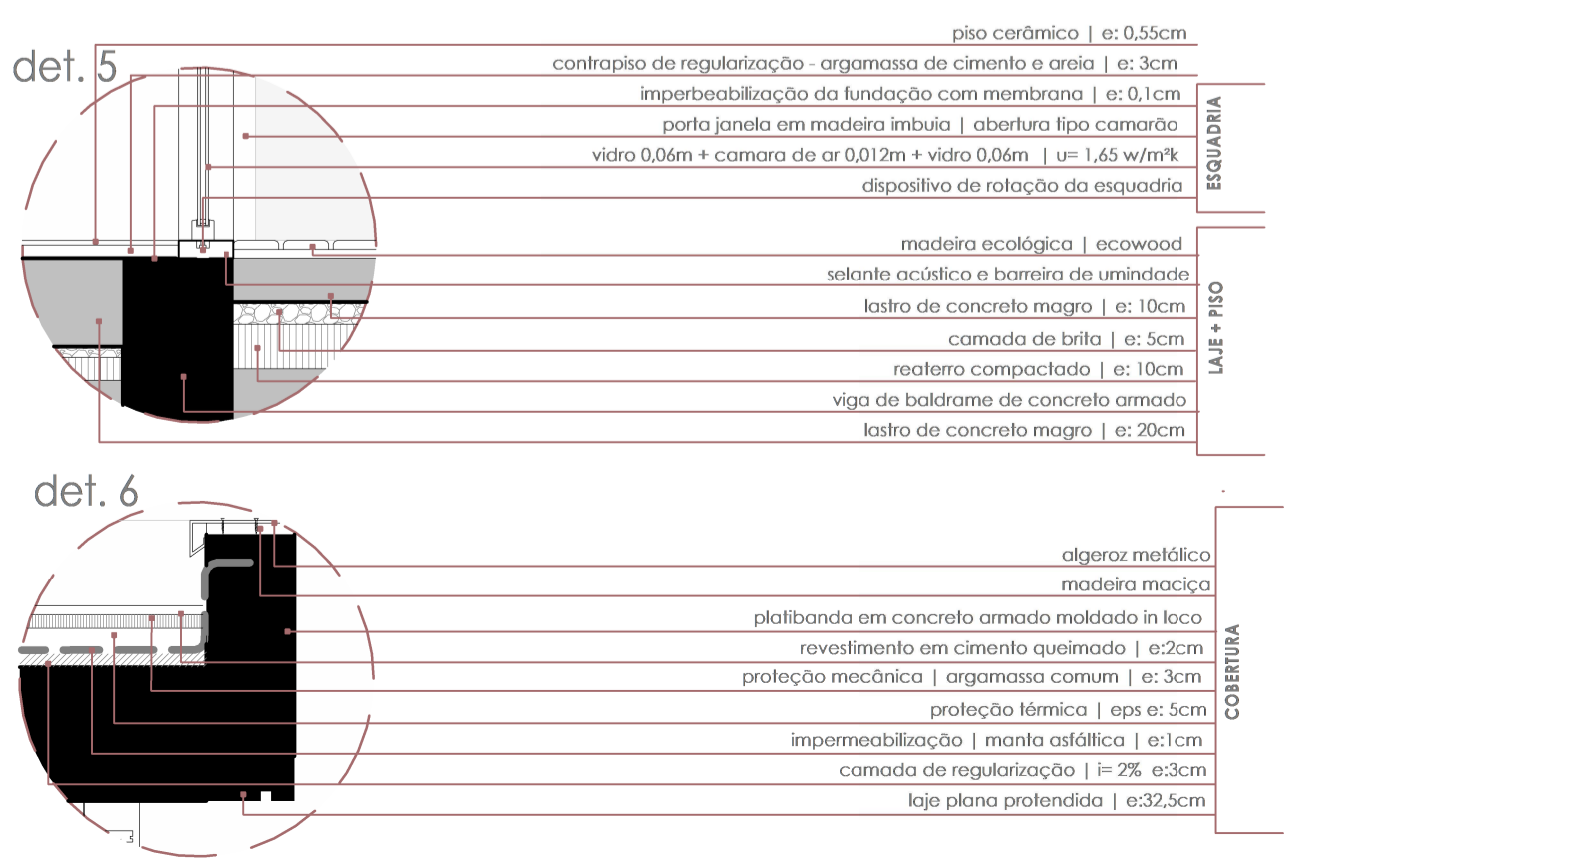 det. 5
piso cerâmico | e: 0,55cm
contrapiso de regularização - argamassa de cimento e areia | e: 3cm
imperbeabilização da fundação com membrana | e: 0,1cm
porta janela em madeira imbuia | abertura tipo camarão
vidro 0,06m + camara de ar 0,012m + vidro 0,06m | u= 1,65 w/m²k
dispositivo de rotação da esquadria
ESQUADRIA
madeira ecológica | ecowood
selante acústico e barreira de umindade
lastro de concreto magro | e: 10cm
camada de brita | e: 5cm
reaterro compactado | e: 10cm
viga de baldrame de concreto armado
lastro de concreto magro | e: 20cm
LAJE + PISO
det. 6
algeroz metálico
madeira maciça
platibanda em concreto armado moldado in loco
revestimento em cimento queimado | e:2cm
proteção mecânica | argamassa comum | e: 3cm
proteção térmica | eps e: 5cm
impermeabilização | manta asfáltica | e:1cm
camada de regularização | i= 2% e:3cm
laje plana protendida | e:32,5cm
COBERTURA